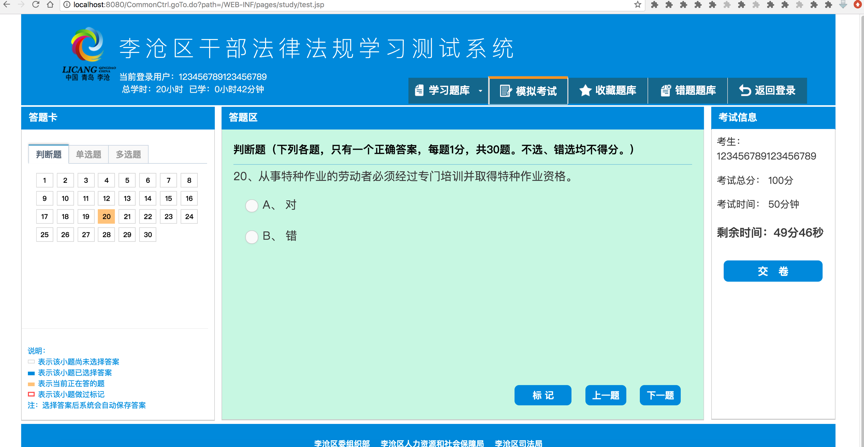 localhost:8080/CommonCtrl.goTo.do?path=/WEB-INF/pages/study/test.jsp
李沧区干部法律法规学习测试系统
LICANG
中国 青岛 李沧
当前登录用户：123456789123456789
总学时：20小时 已学：0小时42分钟
学习题库
模拟考试
收藏题库
错题题库
返回登录
答题卡
判断题 单选题 多选题
1 2 3 4 5 6 7 8
9 10 11 12 13 14 15 16
17 18 19 20 21 22 23 24
25 26 27 28 29 30
说明：
表示该小题尚未选择答案
表示该小题已选择答案
表示当前正在答的题
表示该小题做过标记
注：选择答案后系统会自动保存答案
答题区
判断题（下列各题，只有一个正确答案，每题1分，共30题。不选、错选均不得分。）
20、从事特种作业的劳动者必须经过专门培训并取得特种作业资格。
A、 对
B、 错
标 记 上一题 下一题
考试信息
考生：
123456789123456789
考试总分： 100分
考试时间： 50分钟
剩余时间：49分46秒
交 卷
李沧区委组织部 李沧区人力资源和社会保障局 李沧区司法局